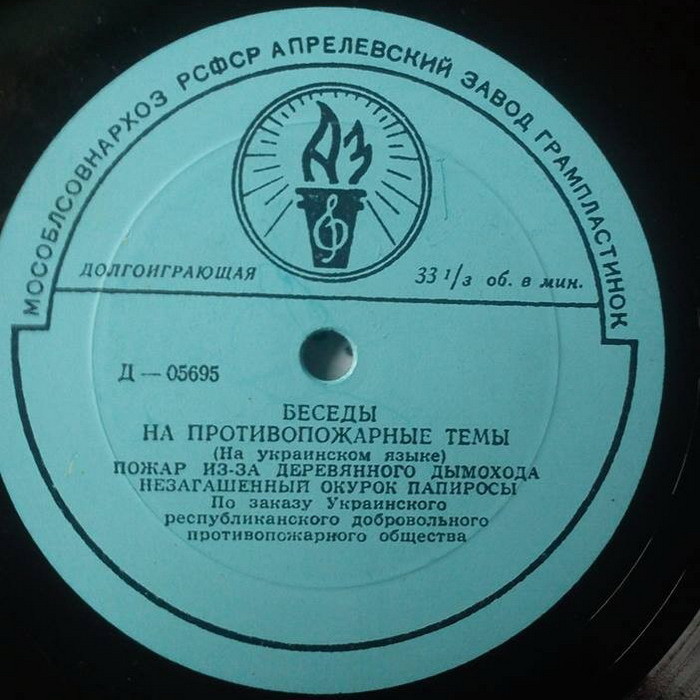 МОСОБЛСОВНАРХОЗ РСФСР АПРЕЛЕВСКИЙ ЗАВОД ГРАМПЛАСТИНОК
АЗ
ДОЛГОИГРАЮЩАЯ 33 1/3 об. в мин.
Д — 05695
БЕСЕДЫ
НА ПРОТИВОПОЖАРНЫЕ ТЕМЫ
(На украинском языке)
ПОЖАР ИЗ-ЗА ДЕРЕВЯННОГО ДЫМОХОДА
НЕЗАГАШЕННЫЙ ОКУРОК ПАПИРОСЫ
По заказу Украинского
республиканского добровольного
противопожарного общества